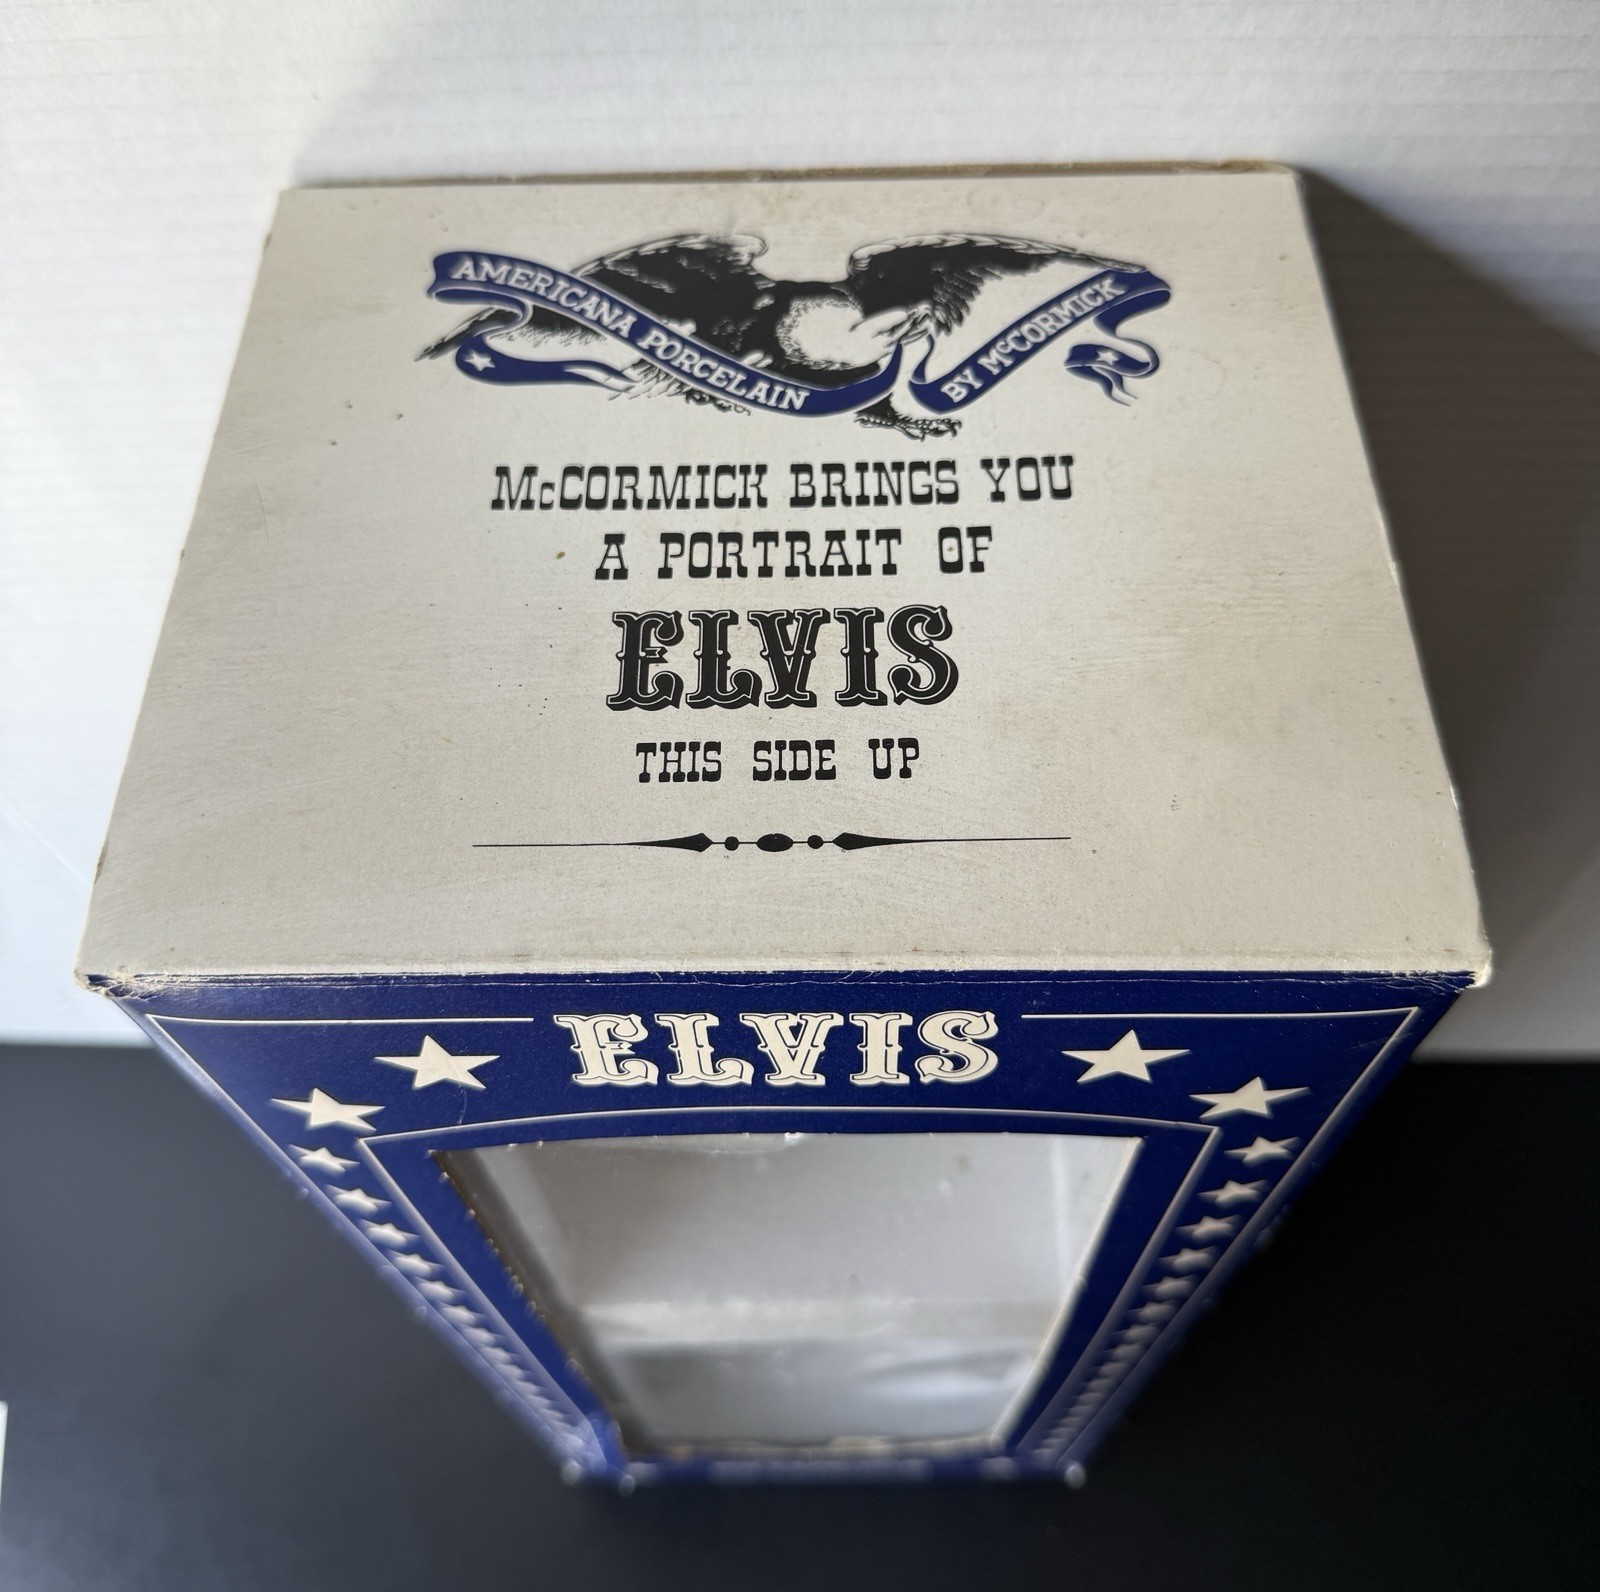 AMERICANA PORCELAIN BY McCORMICK
McCORMICK BRINGS YOU
A PORTRAIT OF
ELVIS
THIS SIDE UP
ELVIS